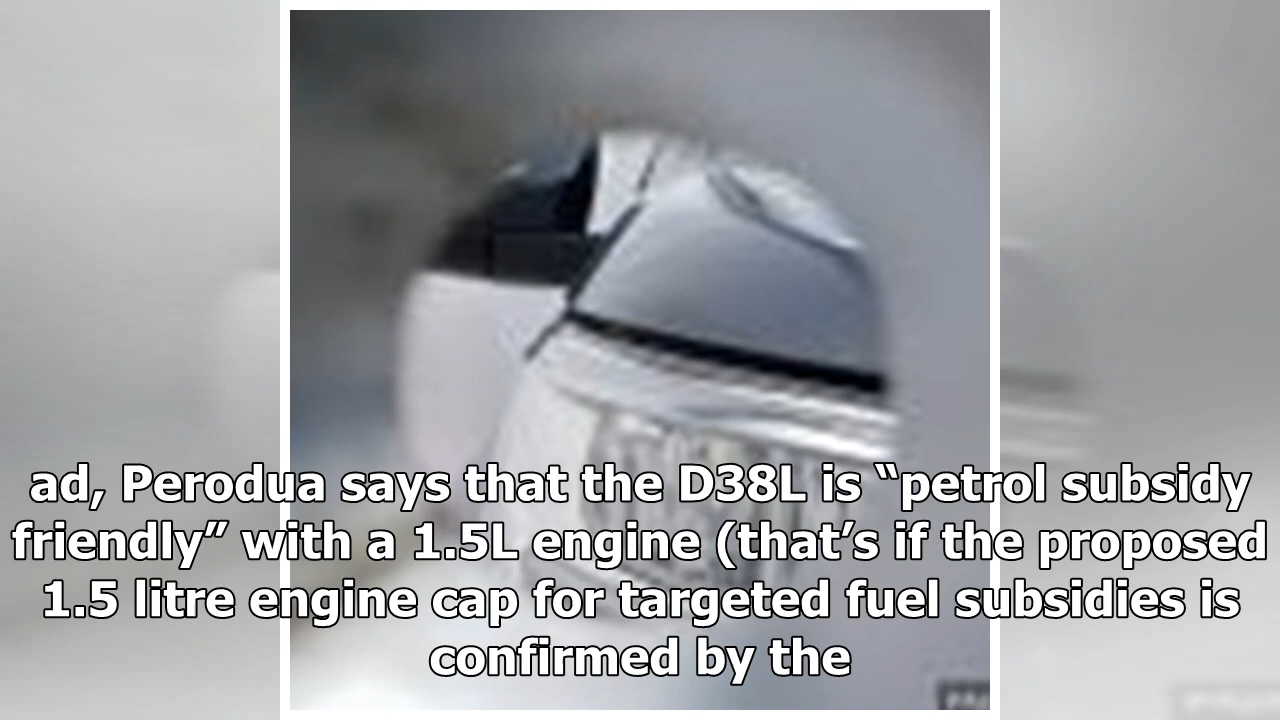 ad, Perodua says that the D38L is “petrol subsidy
friendly” with a 1.5L engine (that’s if the proposed
1.5 litre engine cap for targeted fuel subsidies is
confirmed by the